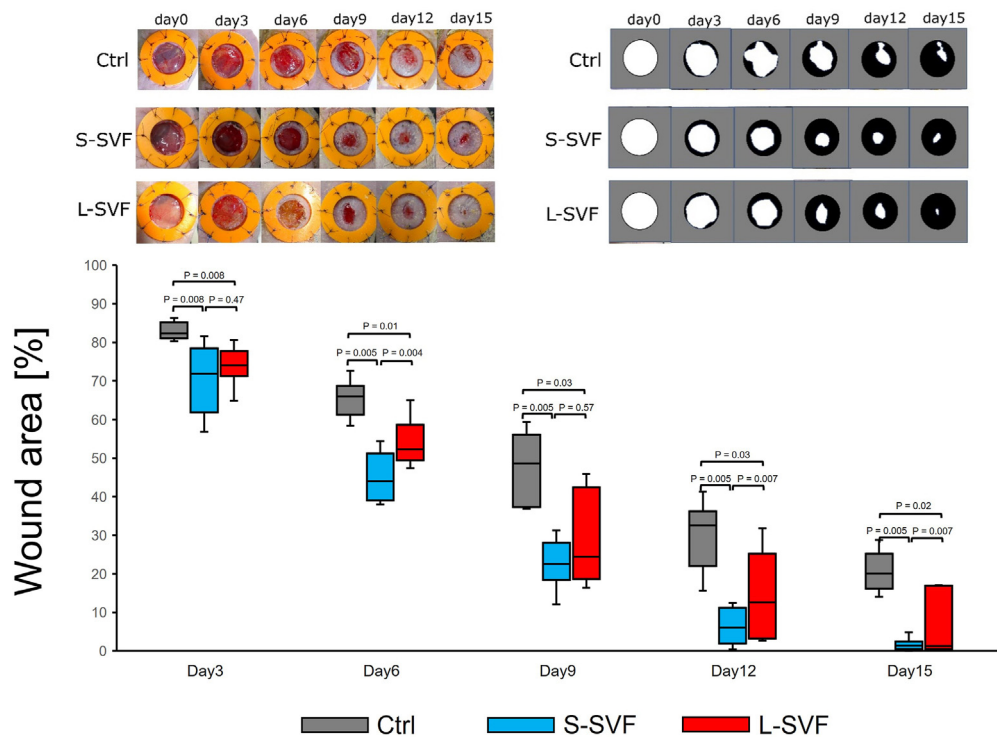 day0 day3 day6 day9 day12 day15
day0 day3 day6 day9 day12 day15
Ctrl
Ctrl
S-SVF
S-SVF
L-SVF
L-SVF
Wound area [%]
100
90
80
70
60
50
40
30
20
10
0
P = 0.008
P = 0.008
P = 0.47
P = 0.01
P = 0.005
P = 0.004
P = 0.03
P = 0.005
P = 0.57
P = 0.03
P = 0.005
P = 0.007
P = 0.02
P = 0.005
P = 0.007
Day3 Day6 Day9 Day12 Day15
Ctrl S-SVF L-SVF